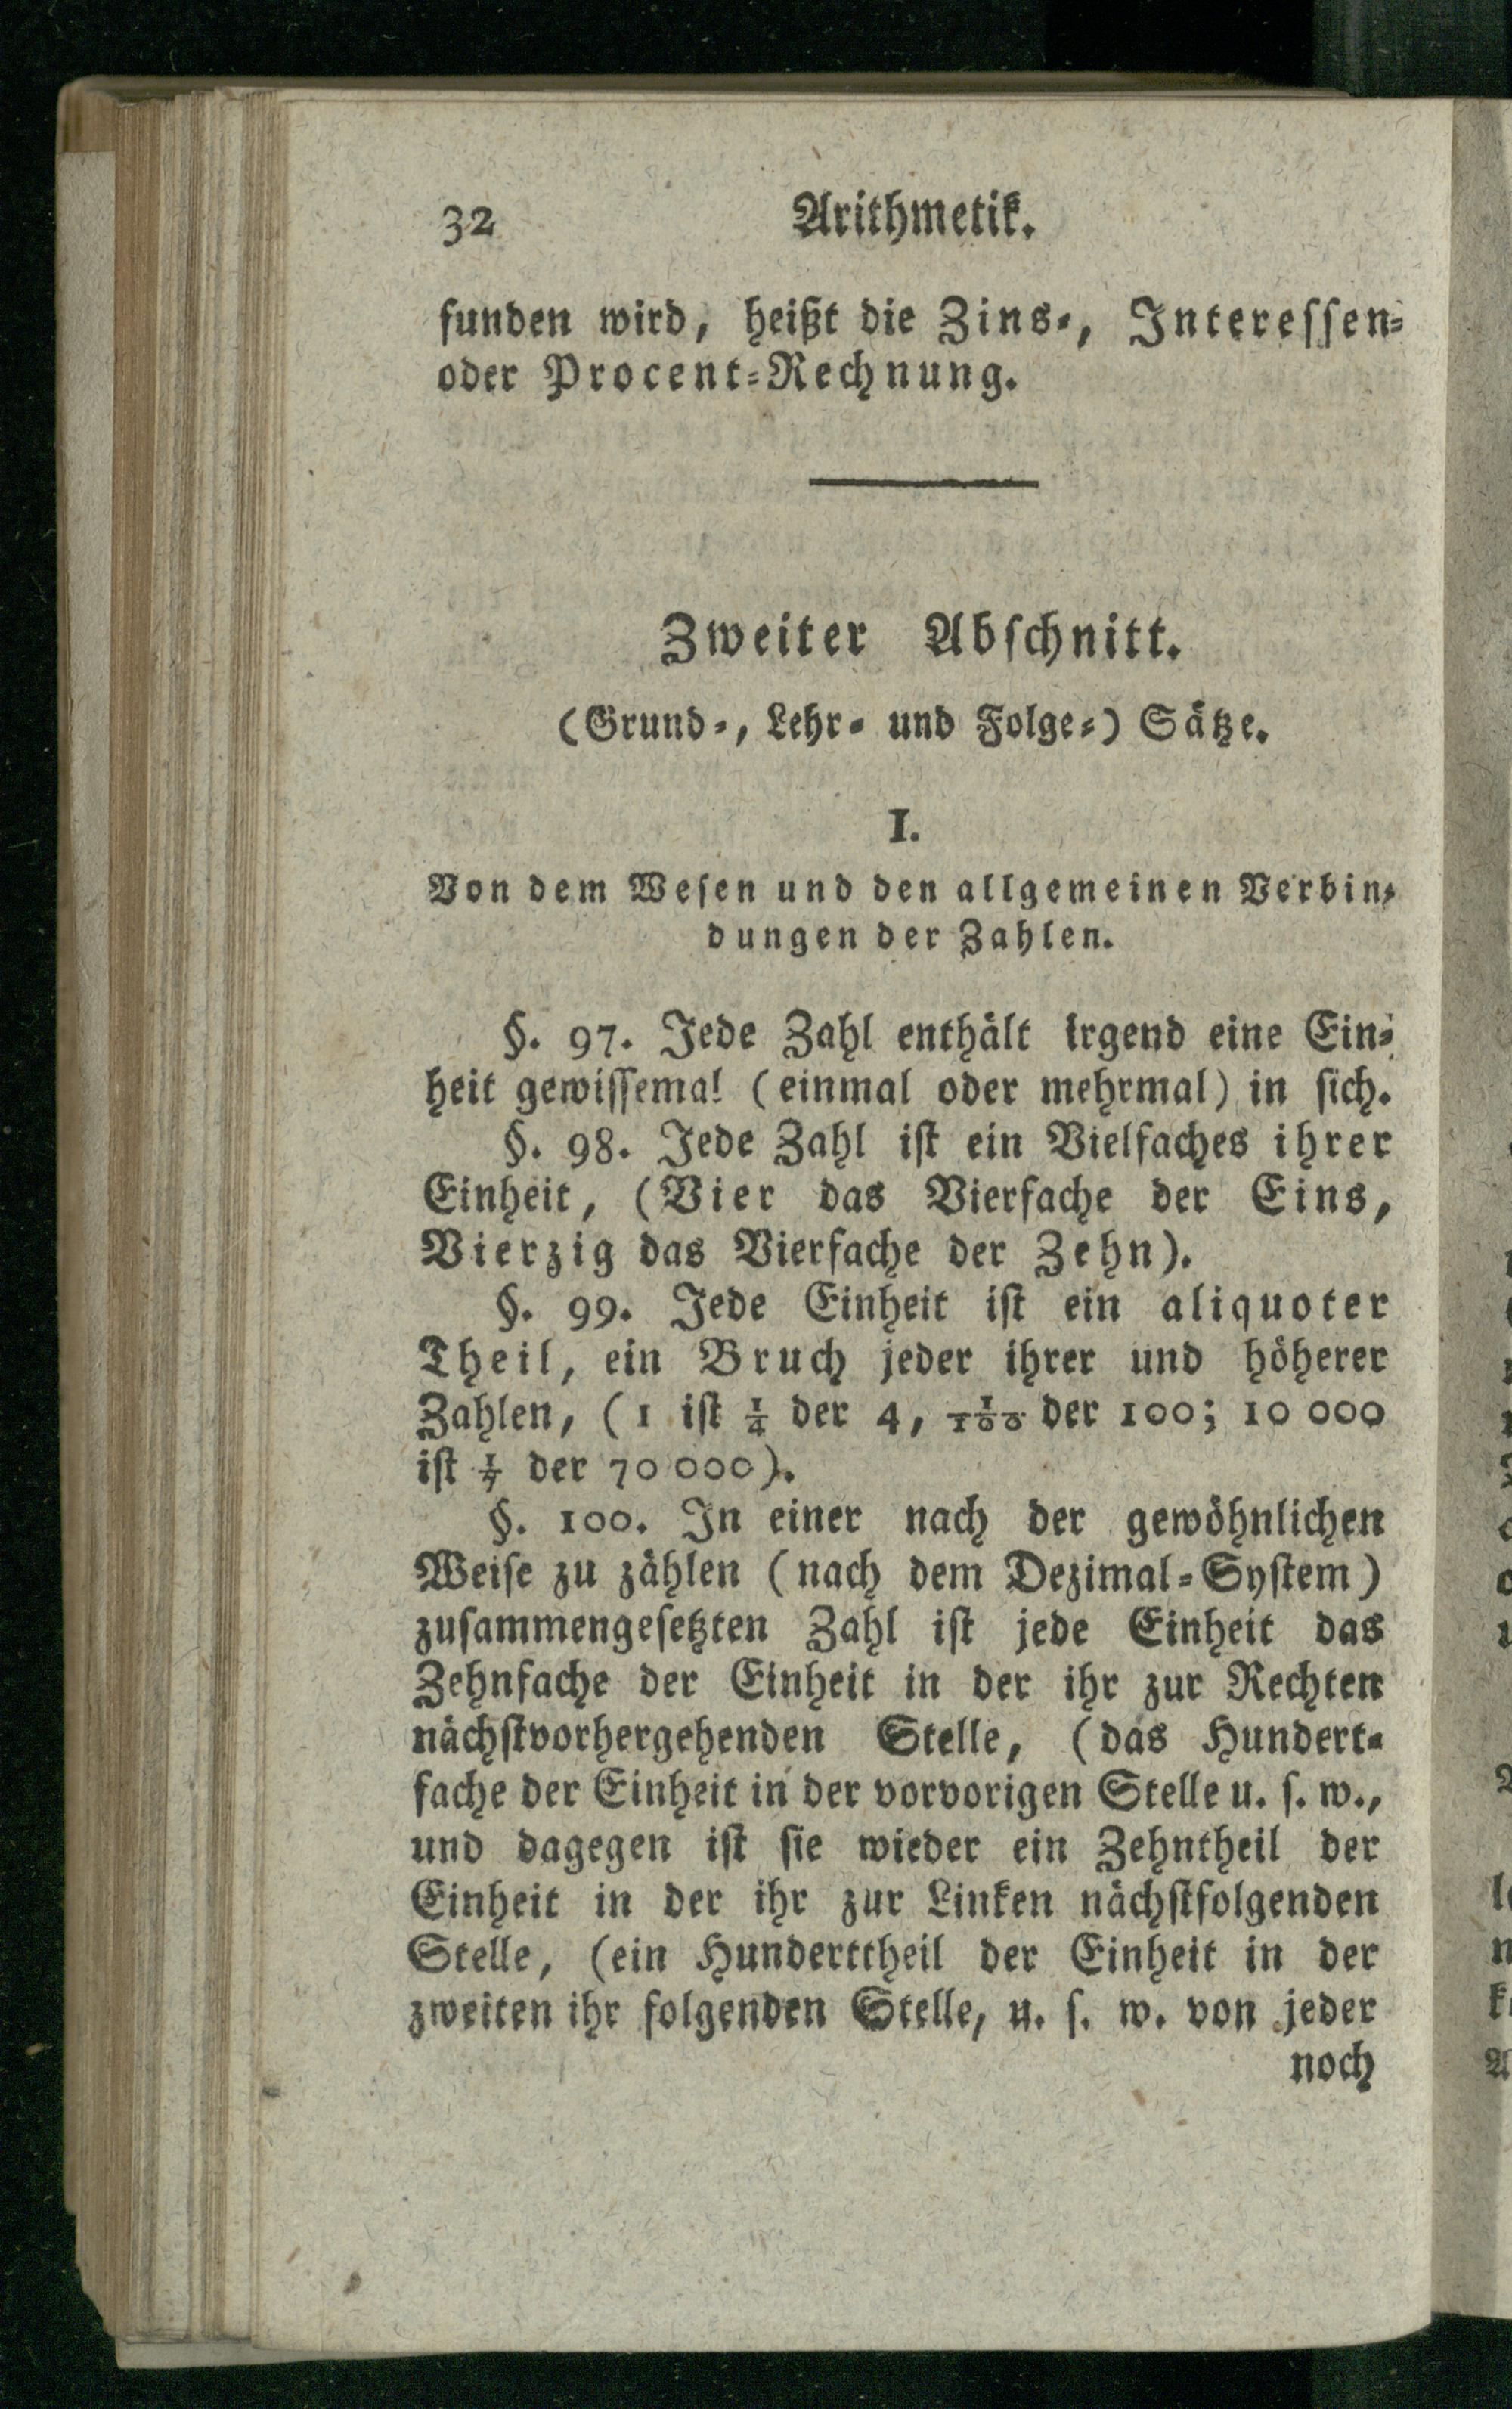 32 Arithmetik.
funden wird, heißt die Zins-, Interessen-
oder Procent-Rechnung.
Zweiter Abschnitt.
(Grund-, Lehr- und Folge-) Sätze.
I.
Von dem Wesen und den allgemeinen Verbin-
dungen der Zahlen.
§. 97. Jede Zahl enthält irgend eine Ein-
heit gewissemal (einmal oder mehrmal) in sich.
§. 98. Jede Zahl ist ein Vielfaches ihrer
Einheit, (Vier das Vierfache der Eins,
Vierzig das Vierfache der Zehn).
§. 99. Jede Einheit ist ein aliquoter
Theil, ein Bruch jeder ihrer und höherer
Zahlen, (1 ist 1/4 der 4, 1/100 der 100; 10 000
ist 1/7 der 70 000).
§. 100. In einer nach der gewöhnlichen
Weise zu zählen (nach dem Dezimal-System)
zusammengesetzten Zahl ist jede Einheit das
Zehnfache der Einheit in der ihr zur Rechten
nächstvorhergehenden Stelle, (das Hundert-
fache der Einheit in der vorvorigen Stelle u. s. w.,
und dagegen ist sie wieder ein Zehntheil der
Einheit in der ihr zur Linken nächstfolgenden
Stelle, (ein Hunderttheil der Einheit in der
zweiten ihr folgenden Stelle, u. s. w. von jeder
noch